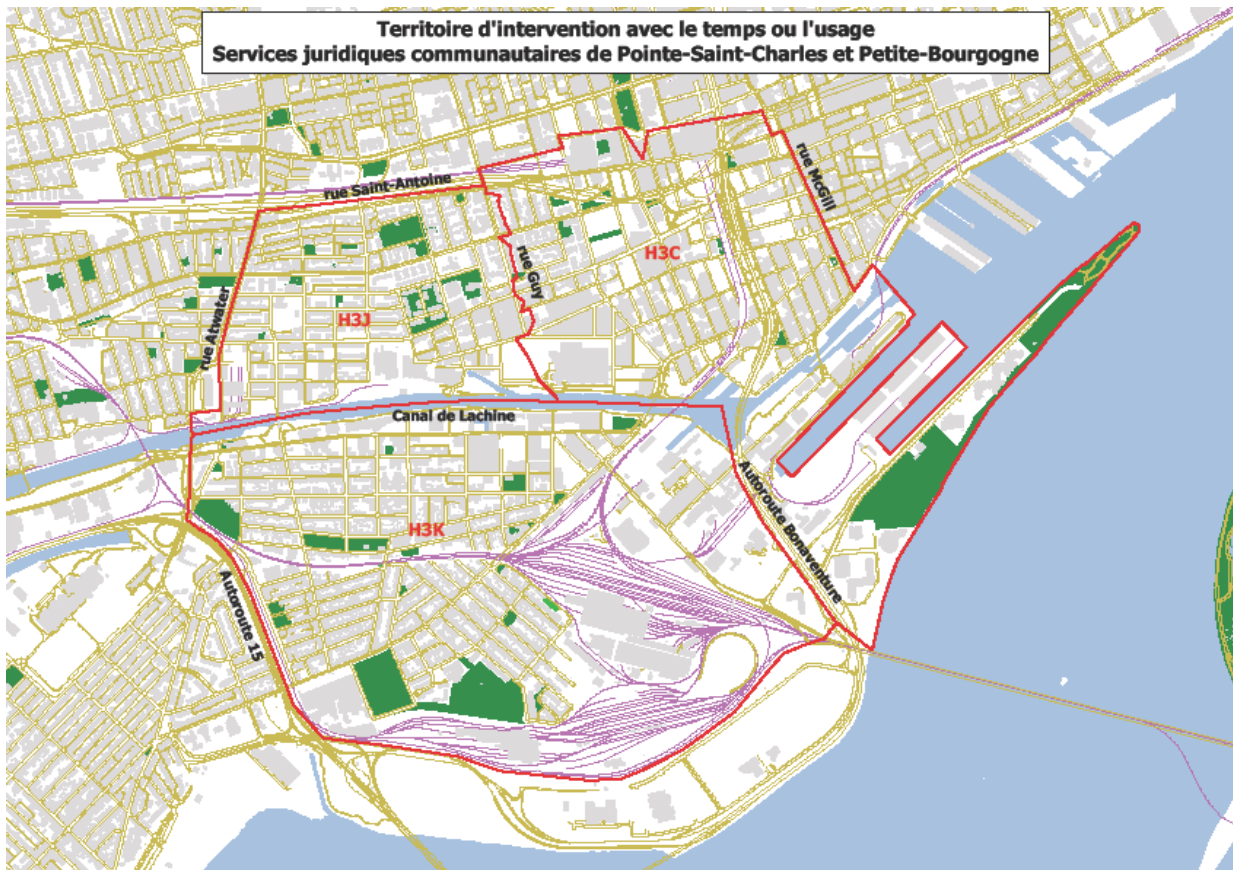 Territoire d'intervention avec le temps ou l'usage
Services juridiques communautaires de Pointe-Saint-Charles et Petite-Bourgogne
rue Saint-Antoine
rue McGill
rue Guy
H3C
rue Atwater
H3J
Canal de Lachine
Autoroute Bonaventure
H3K
Autoroute 15